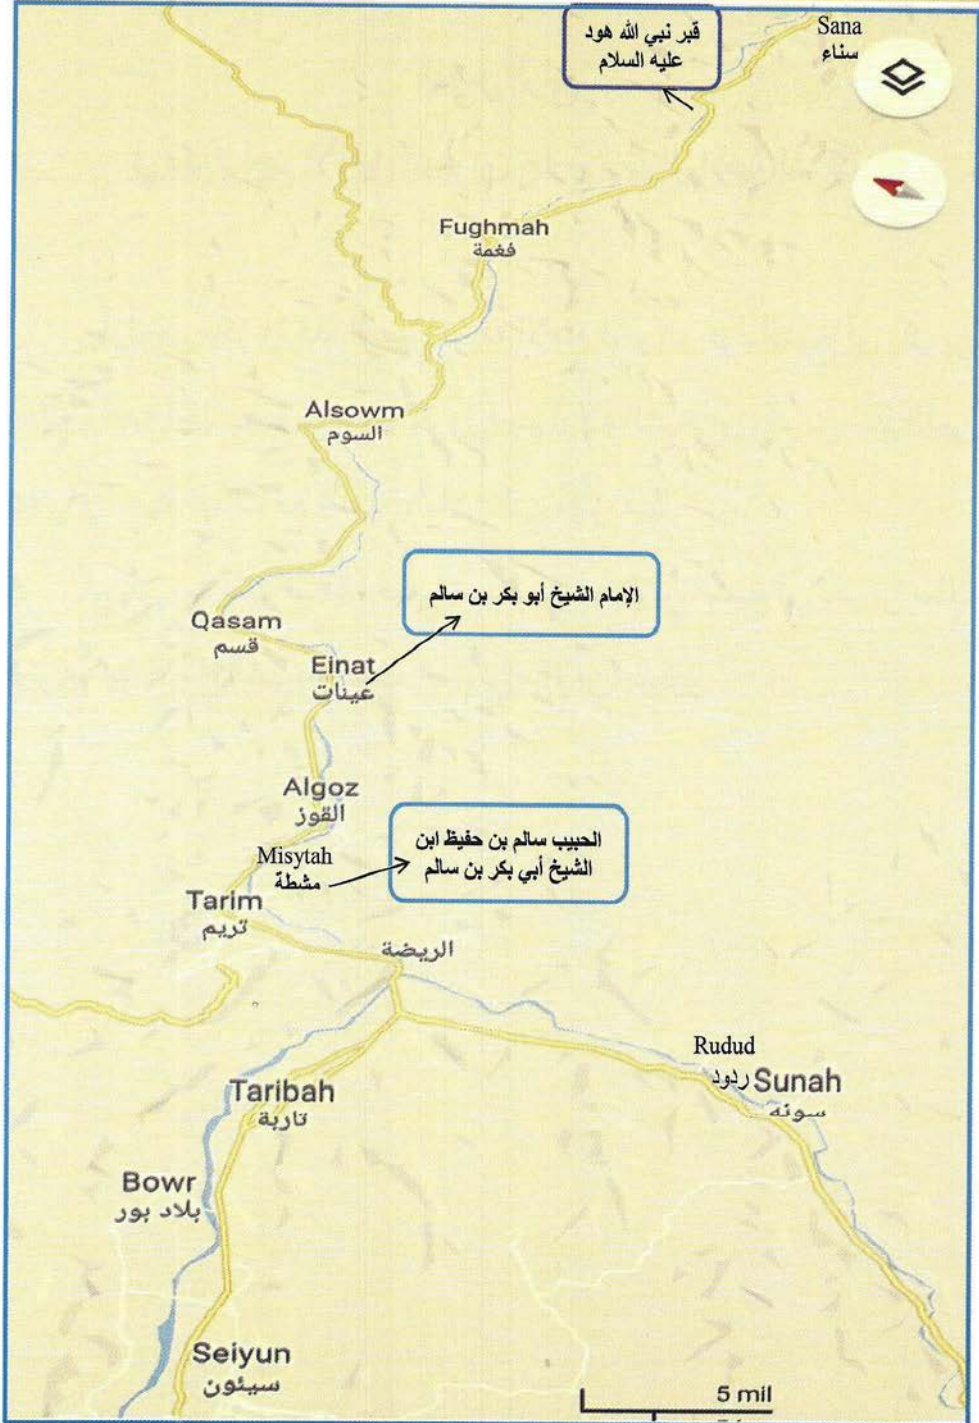 قبر نبي الله هود
عليه السلام
Sana
سناء
Fughmah
فغمة
Alsowm
السوم
الإمام الشيخ أبو بكر بن سالم
Qasam
قسم
Einat
عينات
Algoz
القوز
الحبيب سالم بن حفيظ ابن
الشيخ أبي بكر بن سالم
Misytah
مشطة
Tarim
تريم
الريضة
Rudud
ردود
Sunah
سونه
Taribah
تاربة
Bowr
بلاد بور
Seiyun
سيئون
5 mil